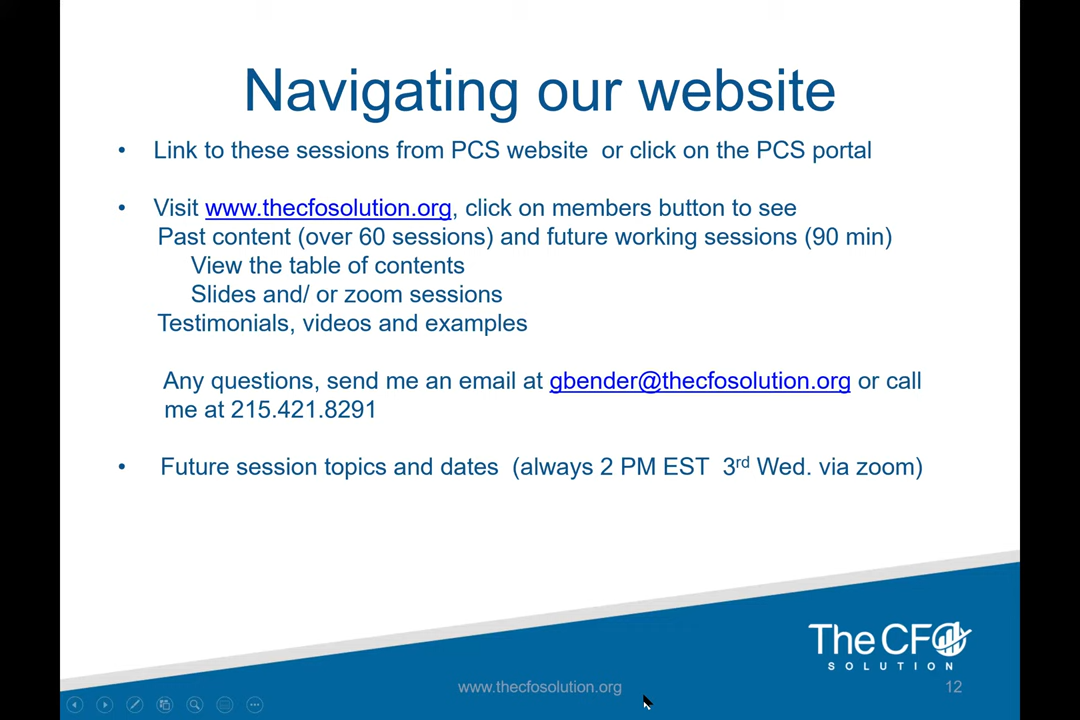 Navigating our website
• Link to these sessions from PCS website or click on the PCS portal
• Visit www.thecfosolution.org, click on members button to see
Past content (over 60 sessions) and future working sessions (90 min)
View the table of contents
Slides and/ or zoom sessions
Testimonials, videos and examples
Any questions, send me an email at gbender@thecfosolution.org or call
me at 215.421.8291
• Future session topics and dates (always 2 PM EST 3rd Wed. via zoom)
The CFO
SOLUTION
www.thecfosolution.org
12